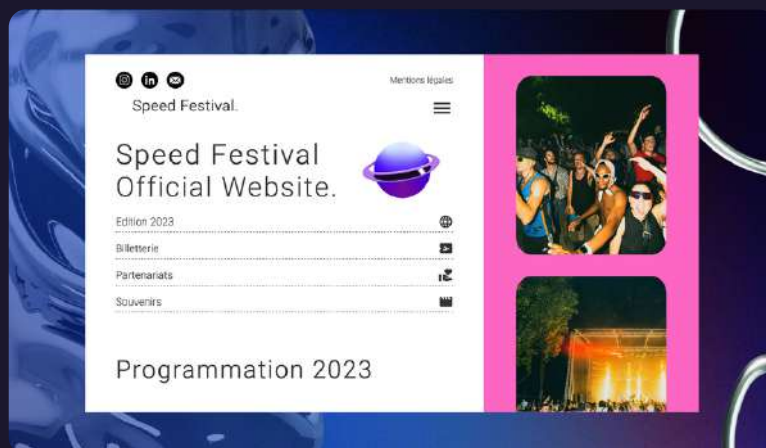 Mentions légales
Speed Festival.
Speed Festival
Official Website.
Edition 2023
Billetterie
Partenariats
Souvenirs
Programmation 2023